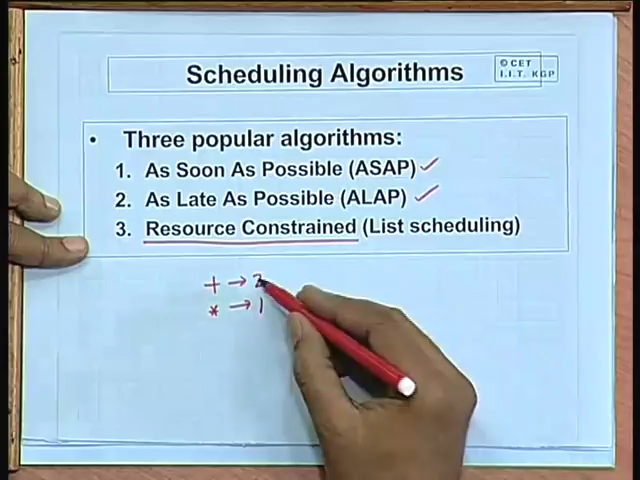 Scheduling Algorithms
© CET
I.I.T. KGP
• Three popular algorithms:
1. As Soon As Possible (ASAP) ✓
2. As Late As Possible (ALAP) ✓
3. Resource Constrained (List scheduling)
+ → 2
* → 1